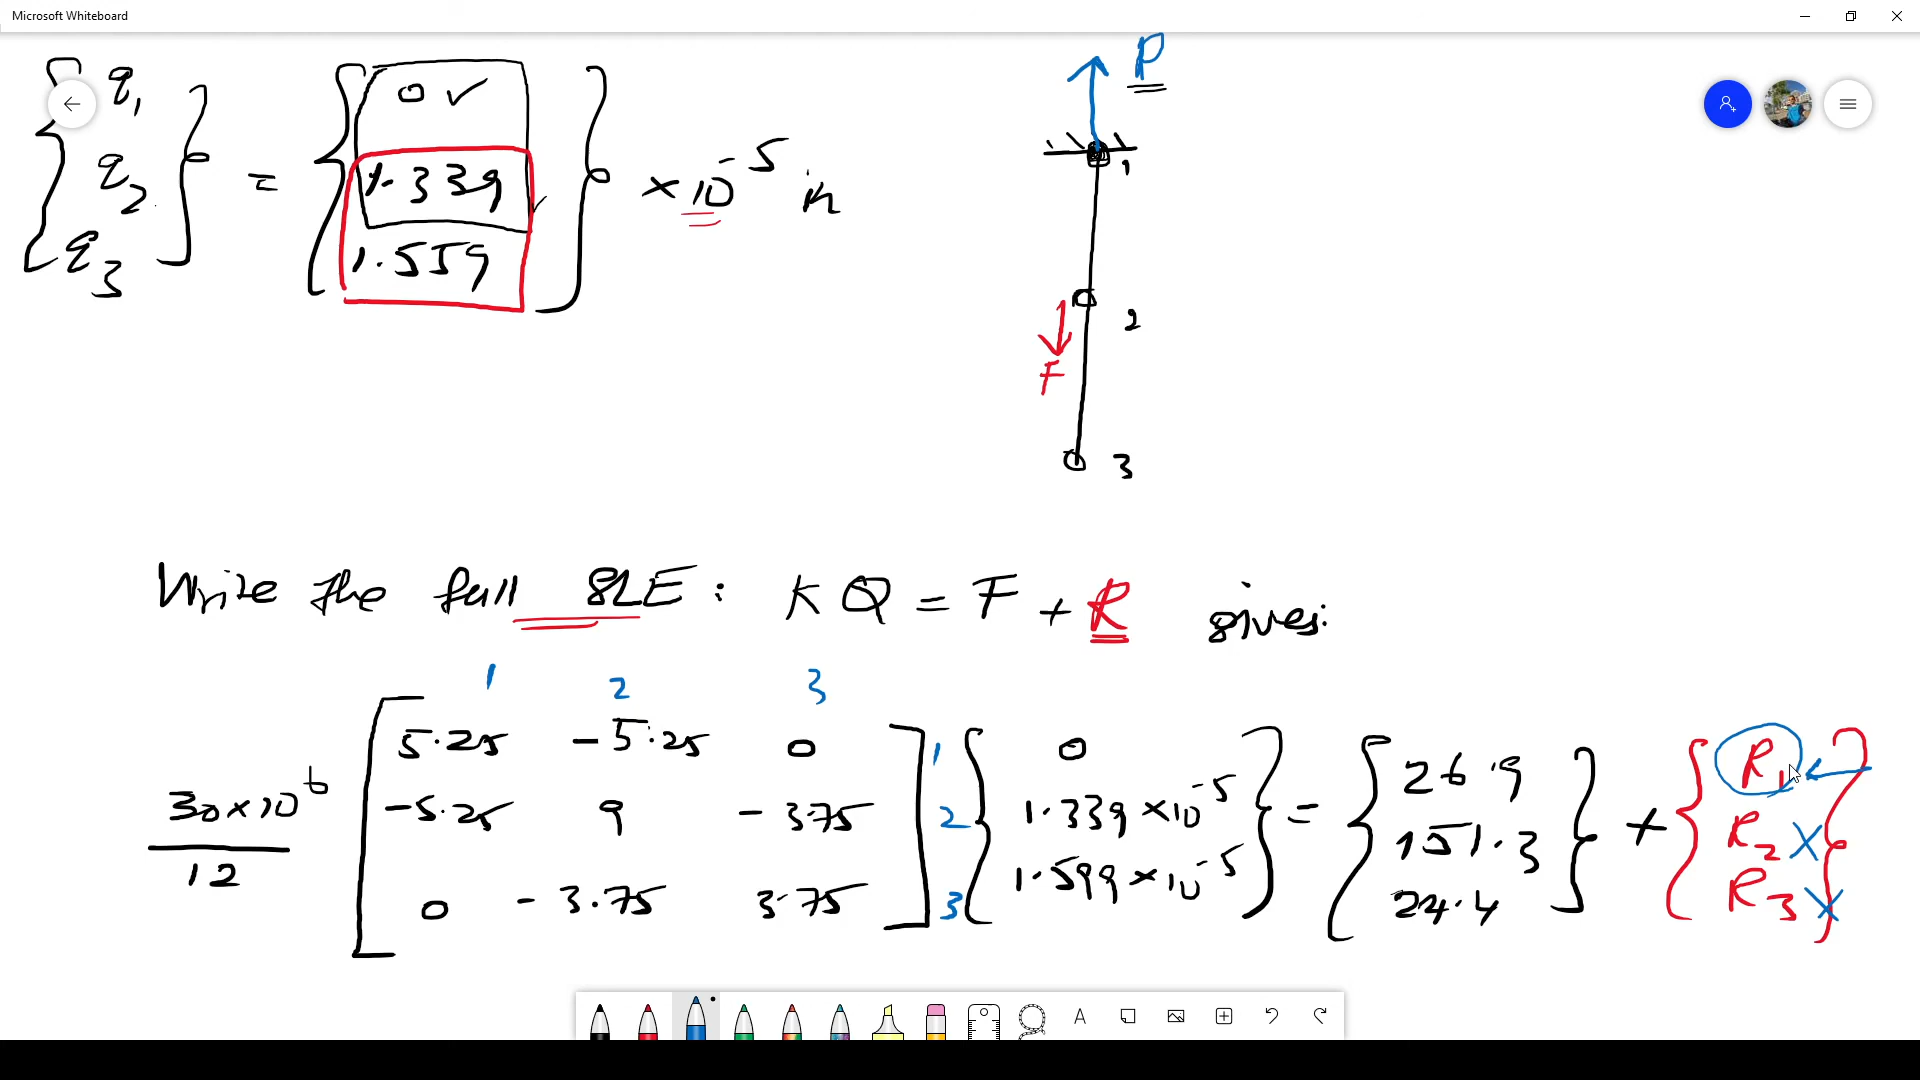 Microsoft Whiteboard
q1 0 ✓
q2 = 1.339 ✓ × 10^-5 in
q3 1.559
P
1
2
F
3
Write the full SLE: KQ = F + R gives:
1 2 3
5.25 -5.25 0 1 0 26.9 R1
30×10^6 / 12 -5.25 9 -3.75 2 1.339 × 10^-5 = 151.3 + R2 X
0 -3.75 3.75 3 1.599 × 10^-5 24.4 R3 X
A